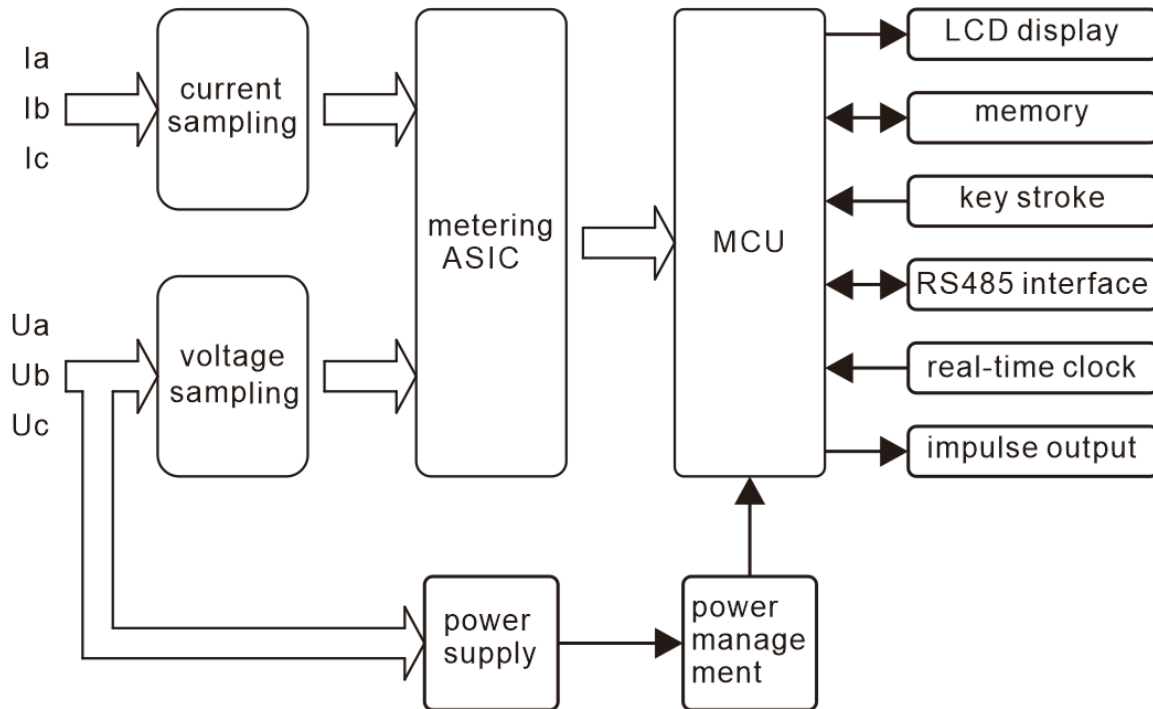 Ia
Ib
Ic
current
sampling
Ua
Ub
Uc
voltage
sampling
metering
ASIC
MCU
LCD display
memory
key stroke
RS485 interface
real-time clock
impulse output
power
supply
power
manage
ment